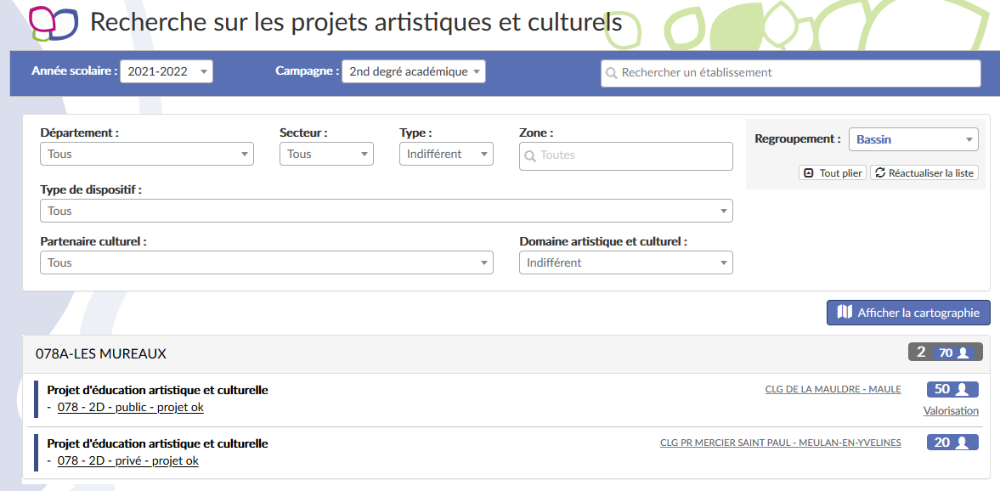 Recherche sur les projets artistiques et culturels
Année scolaire : 2021-2022 Campagne : 2nd degré académique Rechercher un établissement
Département : Secteur : Type : Zone : Regroupement : Bassin
Tous Tous Indifférent Toutes
Tout plier Réactualiser la liste
Type de dispositif :
Tous
Partenaire culturel : Domaine artistique et culturel :
Tous Indifférent
Afficher la cartographie
078A-LES MUREAUX 2 70
Projet d'éducation artistique et culturelle CLG DE LA MAULDRE - MAULE 50
- 078 - 2D - public - projet ok Valorisation
Projet d'éducation artistique et culturelle CLG PR MERCIER SAINT PAUL - MEULAN-EN-YVELINES 20
- 078 - 2D - privé - projet ok